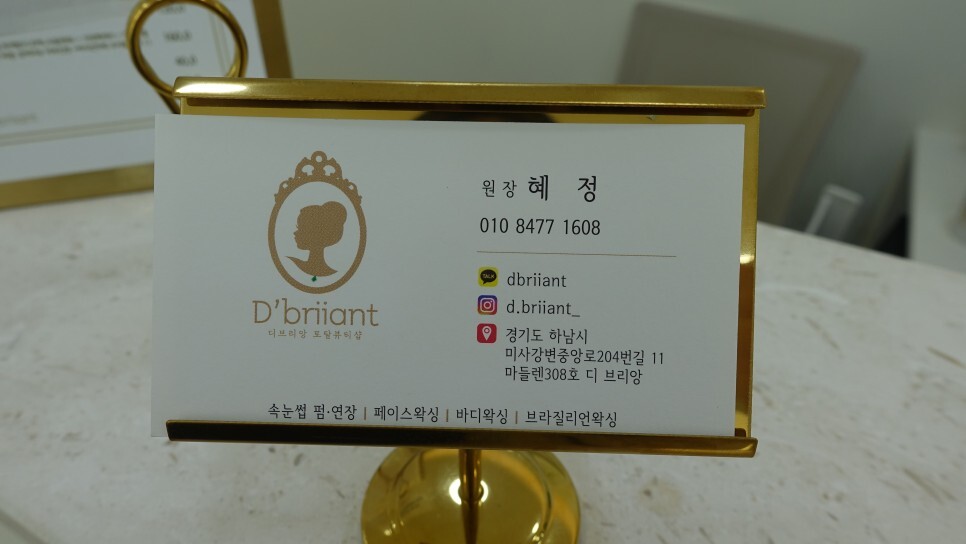 D'briiant
디브리앙 토탈뷰티샵
원장 혜 정
010 8477 1608
TALK
dbriiant
d.briiant_
경기도 하남시
미사강변중앙로204번길 11
마들렌308호 디 브리앙
속눈썹 펌·연장 | 페이스왁싱 | 바디왁싱 | 브라질리언왁싱